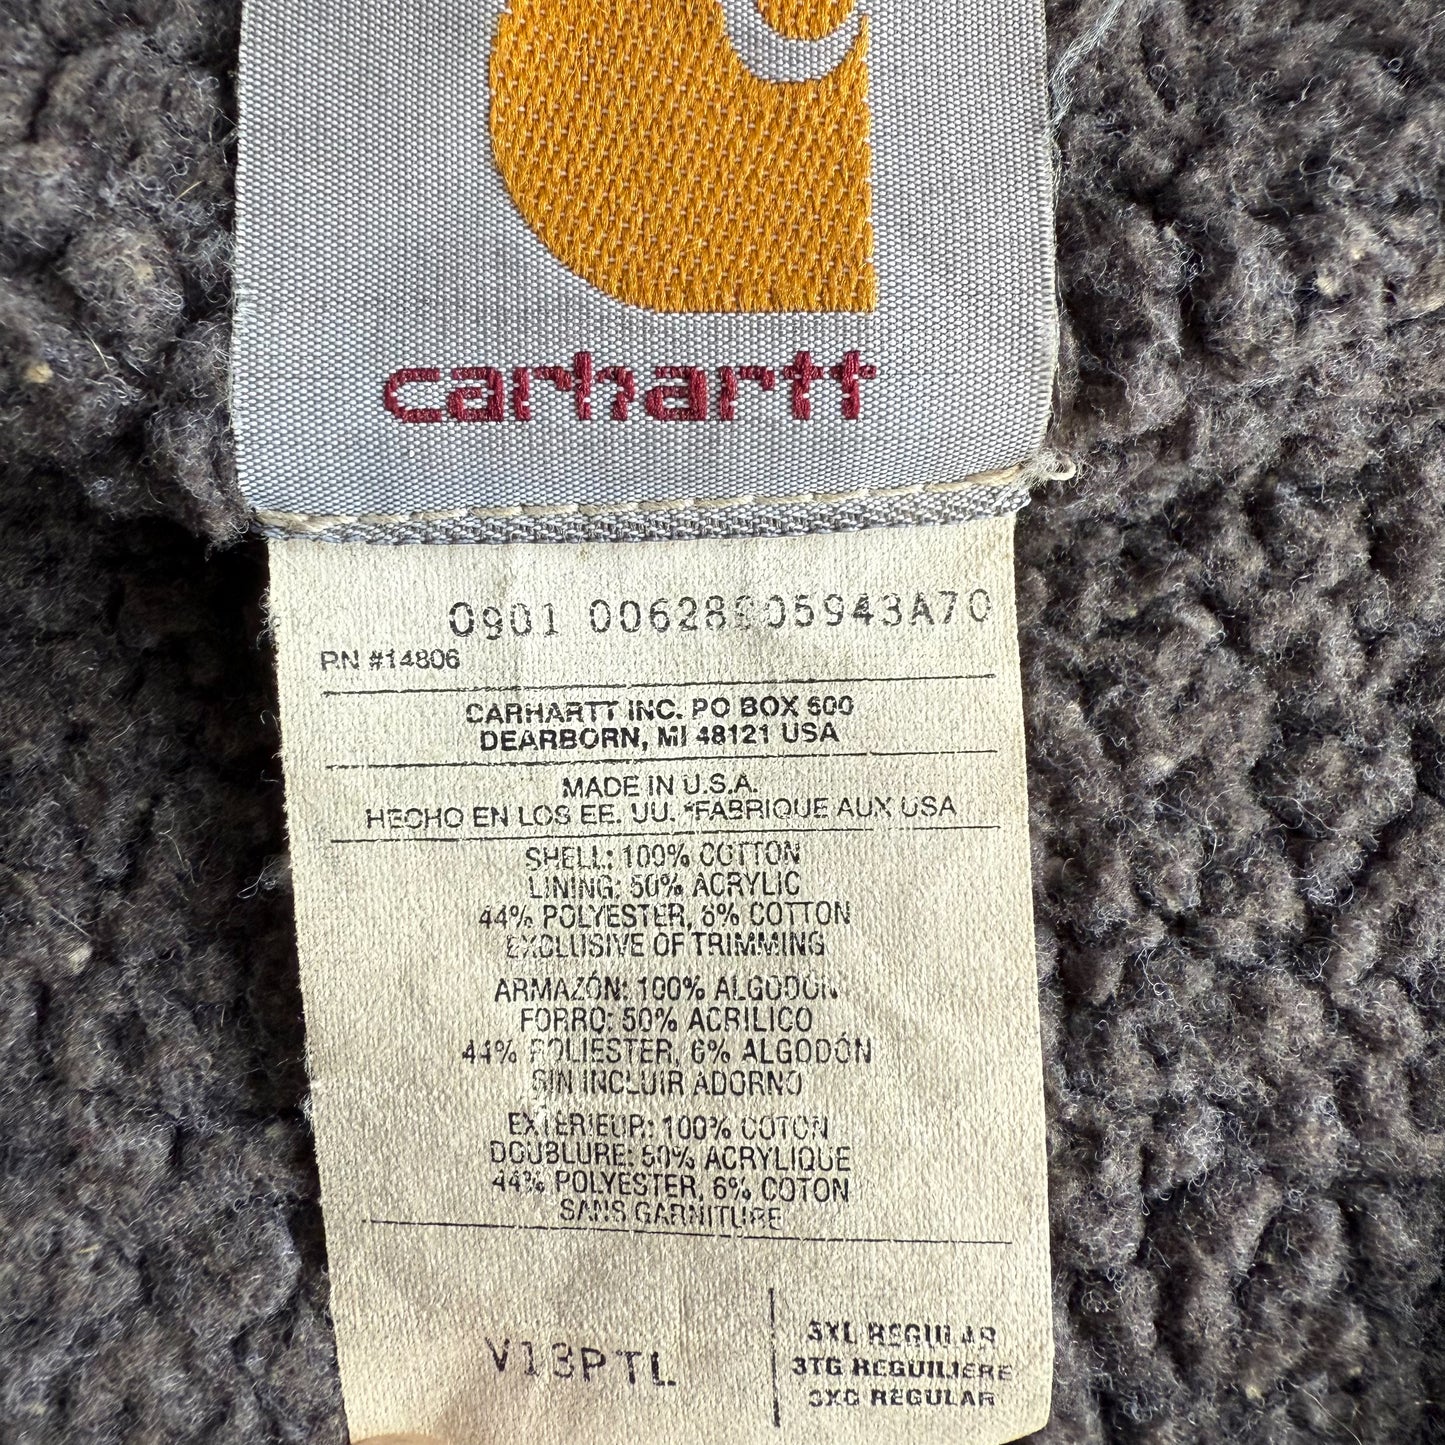 carhartt
0901 006288905943A70
RN #14806
CARHARTT INC. PO BOX 600
DEARBORN, MI 48121 USA
MADE IN U.S.A.
HECHO EN LOS EE. UU. *FABRIQUE AUX USA
SHELL: 100% COTTON
LINING: 50% ACRYLIC
44% POLYESTER, 6% COTTON
EXCLUSIVE OF TRIMMING
ARMAZÓN: 100% ALGODÓN
FORRO: 50% ACRILICO
44% POLIESTER, 6% ALGODÓN
SIN INCLUIR ADORNO
EXTERIEUR: 100% COTON
DOUBLURE: 50% ACRYLIQUE
44% POLYESTER, 6% COTON
SANS GARNITURE
V13PTL
3XL REGULAR
3TG REGUILIERE
3XG REGULAR